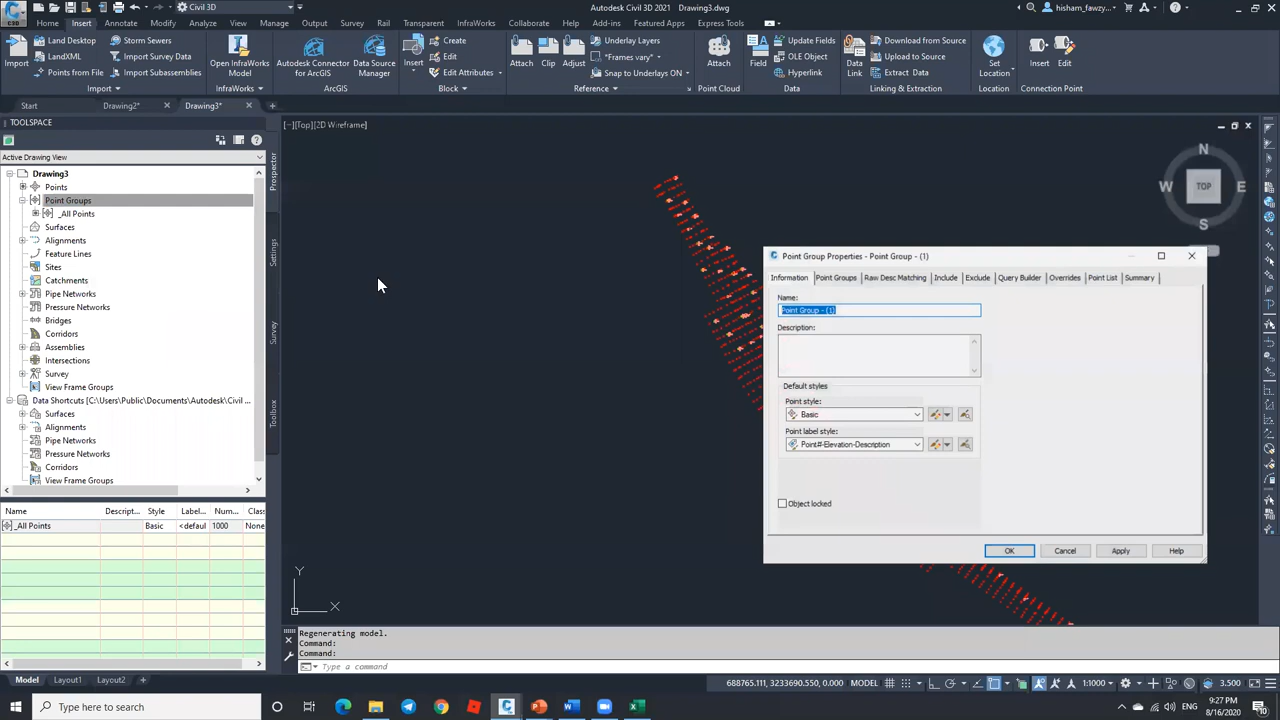 C3D
Civil 3D
Autodesk Civil 3D 2021 Drawing3.dwg
hisham_fawzy...
Home Insert Annotate Modify Analyze View Manage Output Survey Rail Transparent InfraWorks Collaborate Help Add-ins Featured Apps Express Tools
Import
Land Desktop
LandXML
Points from File
Storm Sewers
Import Survey Data
Import Subassemblies
Import
Open InfraWorks
Model
InfraWorks
Autodesk Connector
for ArcGIS
Data Source
Manager
ArcGIS
Insert
Create
Edit
Edit Attributes
Block
Attach
Clip
Adjust
Underlay Layers
*Frames vary*
Snap to Underlays ON
Reference
Attach
Point Cloud
Field
Update Fields
OLE Object
Hyperlink
Data
Data
Link
Download from Source
Upload to Source
Extract Data
Linking & Extraction
Set
Location
Location
Insert
Edit
Connection Point
Start Drawing2* Drawing3*
TOOLSPACE
Active Drawing View
Drawing3
Points
Point Groups
_All Points
Surfaces
Alignments
Feature Lines
Sites
Catchments
Pipe Networks
Pressure Networks
Bridges
Corridors
Assemblies
Intersections
Survey
View Frame Groups
Data Shortcuts [C:\Users\Public\Documents\Autodesk\Civil
Surfaces
Alignments
Pipe Networks
Pressure Networks
Corridors
View Frame Groups
Prospector
Settings
Survey
Toolbox
Name Descript... Style Label... Num... Class
_All Points Basic <defaul 1000 None
[−][Top][2D Wireframe]
N
W TOP E
S
Point Group Properties - Point Group - (1)
Information Point Groups Raw Desc Matching Include Exclude Query Builder Overrides Point List Summary
Name:
Point Group - (1)
Description:
Default styles
Point style:
Basic
Point label style:
Point#-Elevation-Description
Object locked
OK Cancel Apply Help
Y
X
Regenerating model.
Command:
Command:
Type a command
Model Layout1 Layout2 +
688765.111, 3233690.550, 0.000 MODEL 1:1000 3.500
Type here to search
9:27 PM
8/16/2020